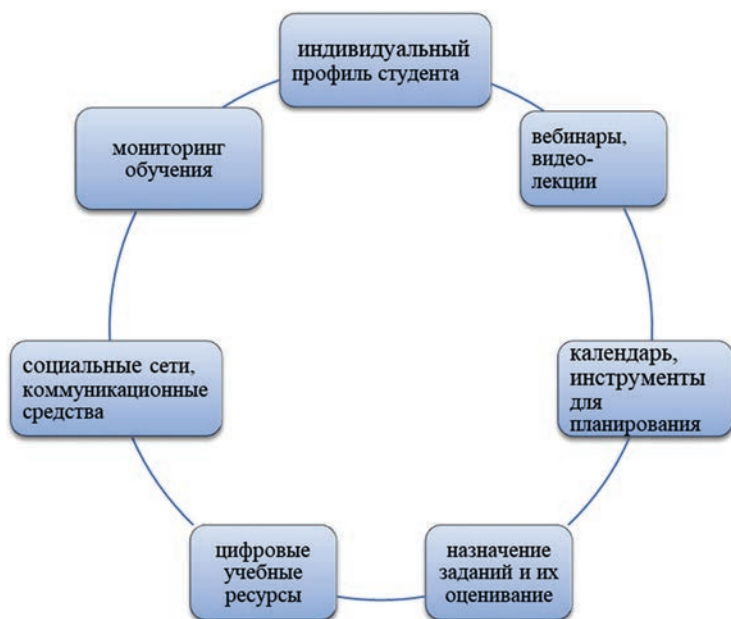 индивидуальный
профиль студента
вебинары,
видео-
лекции
календарь,
инструменты
для
планирования
назначение
заданий и их
оценивание
цифровые
учебные
ресурсы
социальные сети,
коммуникационные
средства
мониторинг
обучения